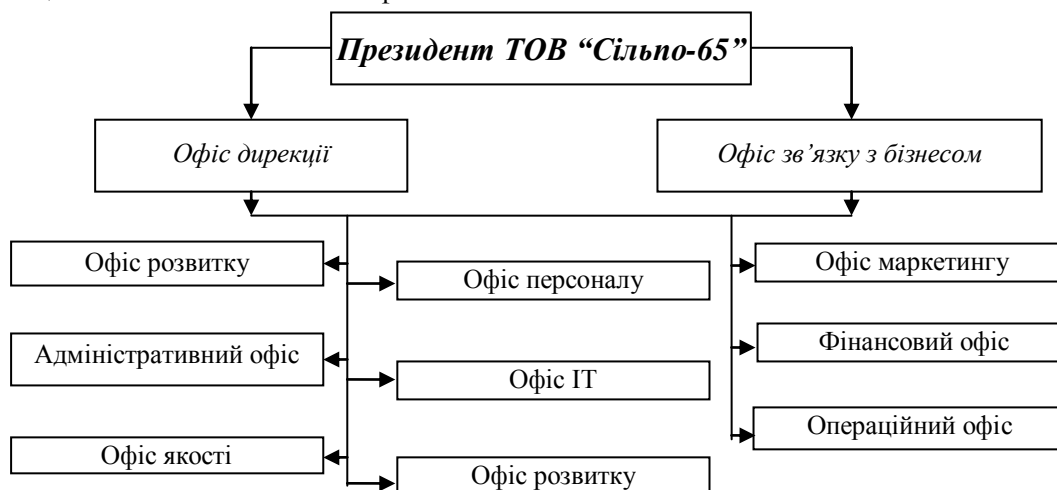 Президент ТОВ “Сільпо-65”
Офіс дирекції
Офіс зв’язку з бізнесом
Офіс розвитку
Офіс персоналу
Офіс маркетингу
Адміністративний офіс
Офіс ІТ
Фінансовий офіс
Офіс якості
Офіс розвитку
Операційний офіс